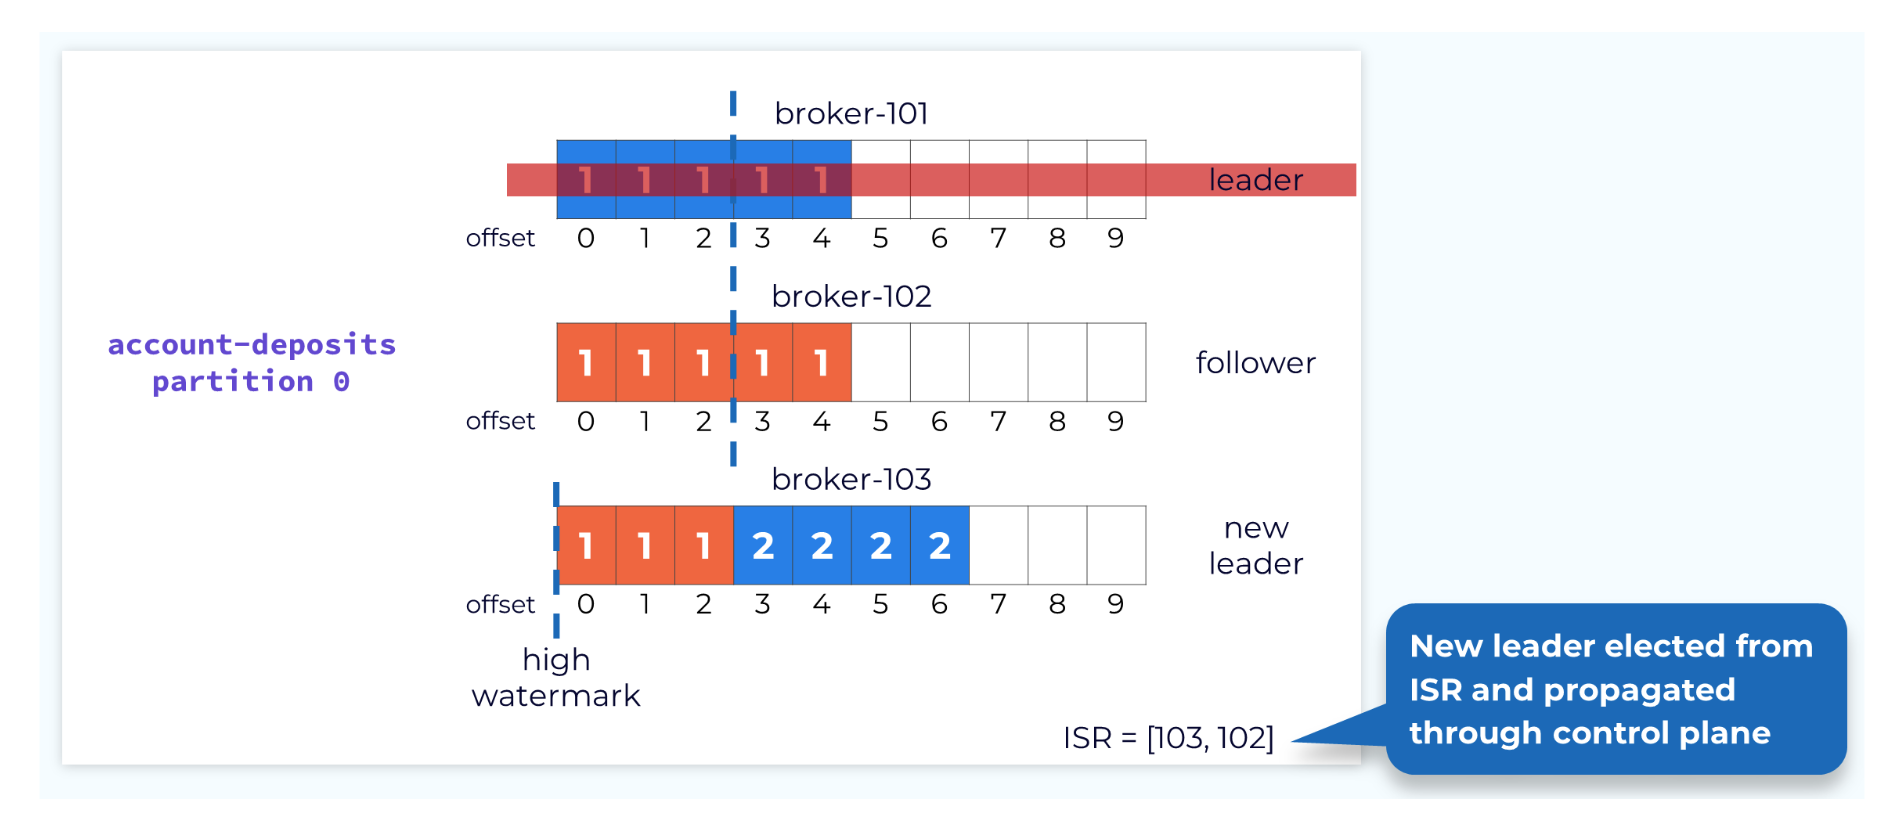 broker-101
1 1 1 1 1
leader
offset 0 1 2 3 4 5 6 7 8 9
broker-102
account-deposits
partition 0
1 1 1 1 1
follower
offset 0 1 2 3 4 5 6 7 8 9
broker-103
1 1 1 2 2 2 2
new
leader
offset 0 1 2 3 4 5 6 7 8 9
high
watermark
ISR = [103, 102]
New leader elected from
ISR and propagated
through control plane